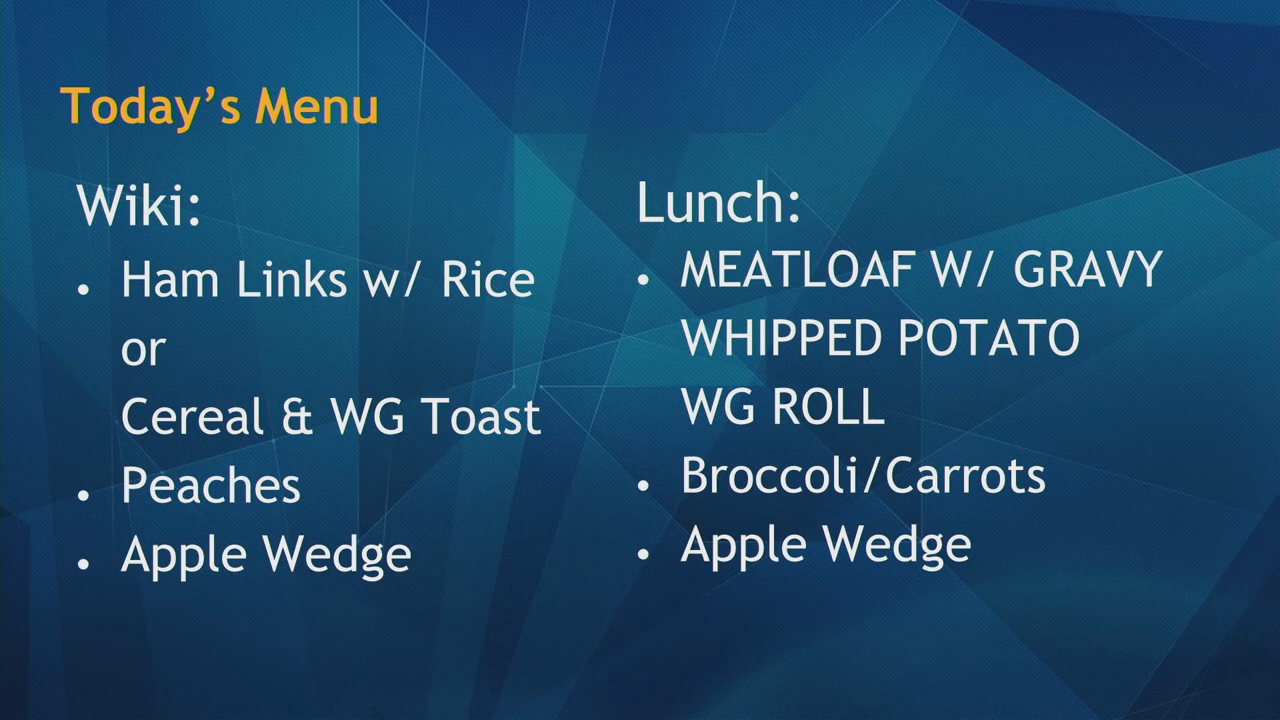 Today’s Menu
Wiki:
• Ham Links w/ Rice
or
Cereal & WG Toast
• Peaches
• Apple Wedge
Lunch:
• MEATLOAF W/ GRAVY
WHIPPED POTATO
WG ROLL
• Broccoli/Carrots
• Apple Wedge